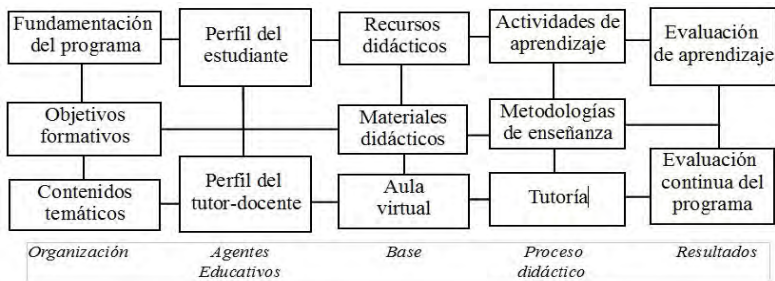 Fundamentación
del programa
Perfil del
estudiante
Recursos
didácticos
Actividades de
aprendizaje
Evaluación
de aprendizaje
Objetivos
formativos
Materiales
didácticos
Metodologías
de enseñanza
Contenidos
temáticos
Perfil del
tutor-docente
Aula
virtual
Tutoría
Evaluación
continua del
programa
Organización
Agentes
Educativos
Base
Proceso
didáctico
Resultados